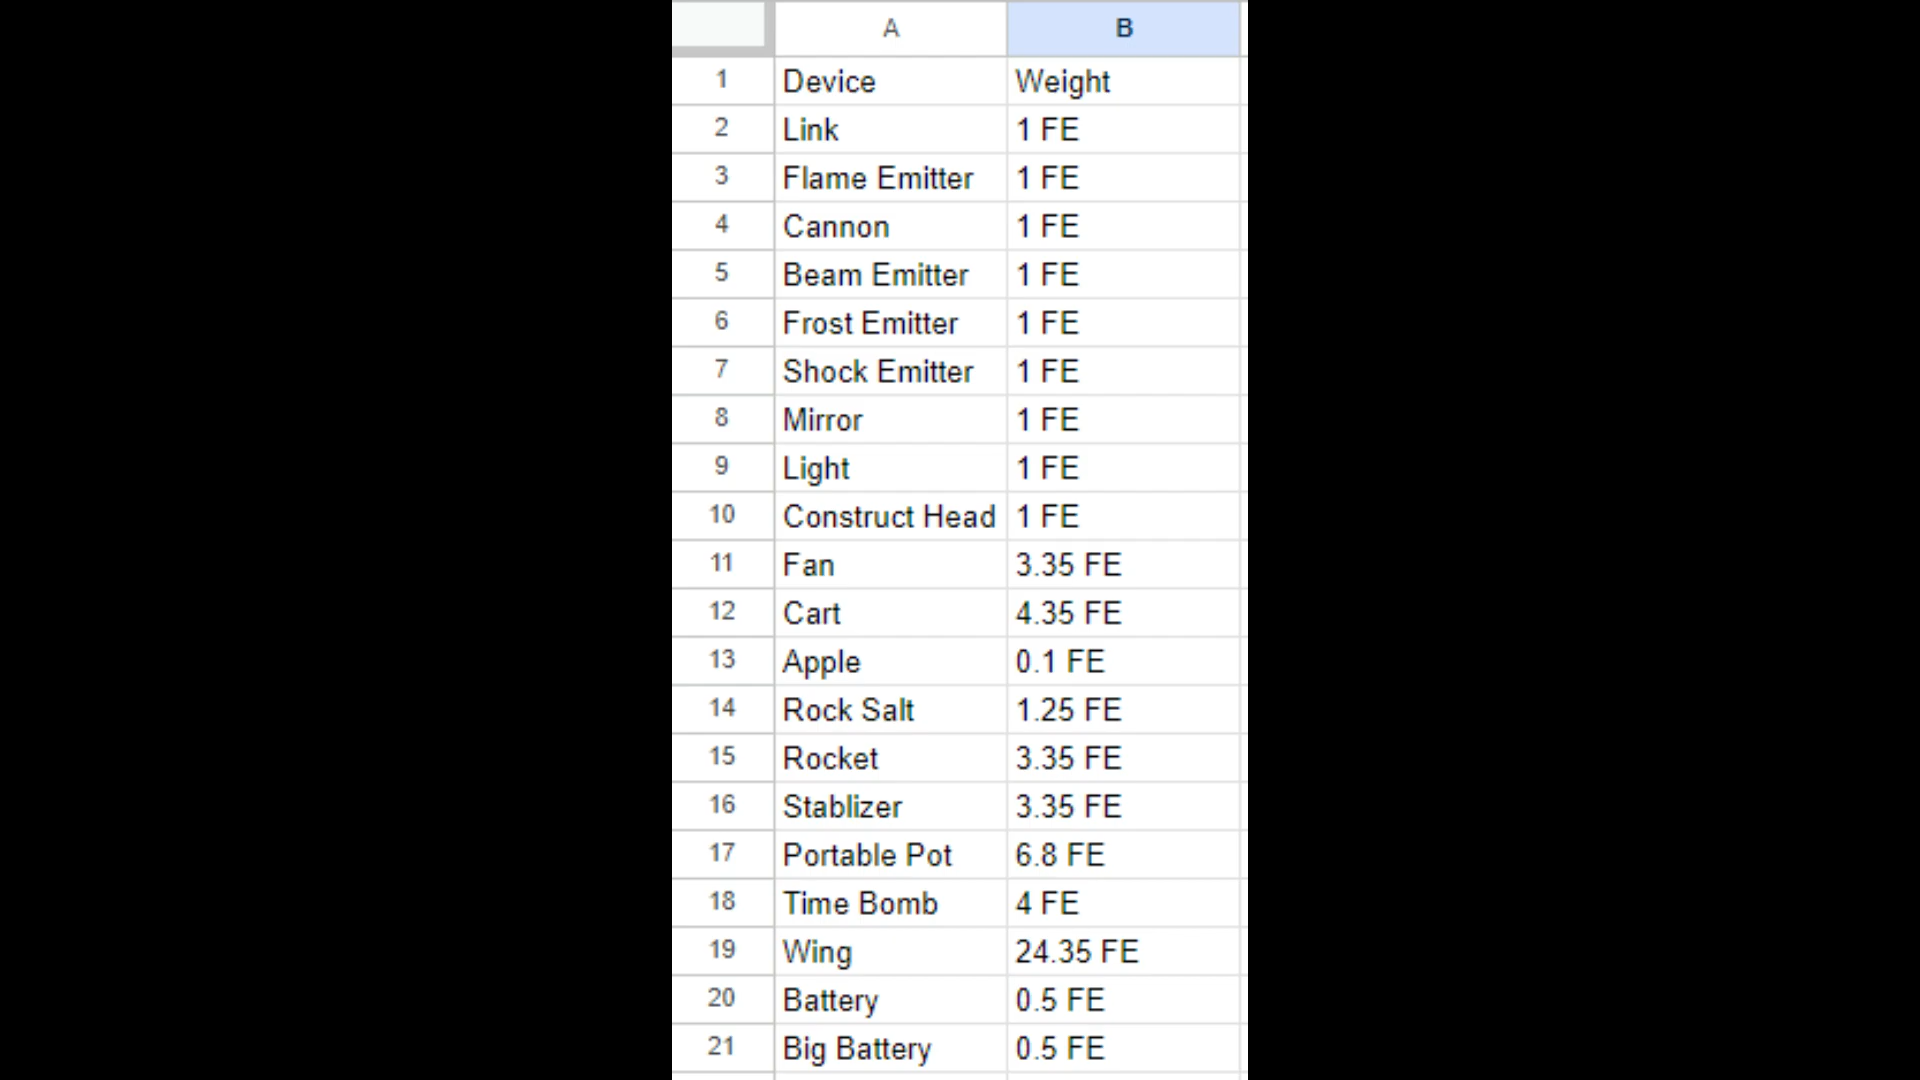 A B
1 Device Weight
2 Link 1 FE
3 Flame Emitter 1 FE
4 Cannon 1 FE
5 Beam Emitter 1 FE
6 Frost Emitter 1 FE
7 Shock Emitter 1 FE
8 Mirror 1 FE
9 Light 1 FE
10 Construct Head 1 FE
11 Fan 3.35 FE
12 Cart 4.35 FE
13 Apple 0.1 FE
14 Rock Salt 1.25 FE
15 Rocket 3.35 FE
16 Stablizer 3.35 FE
17 Portable Pot 6.8 FE
18 Time Bomb 4 FE
19 Wing 24.35 FE
20 Battery 0.5 FE
21 Big Battery 0.5 FE